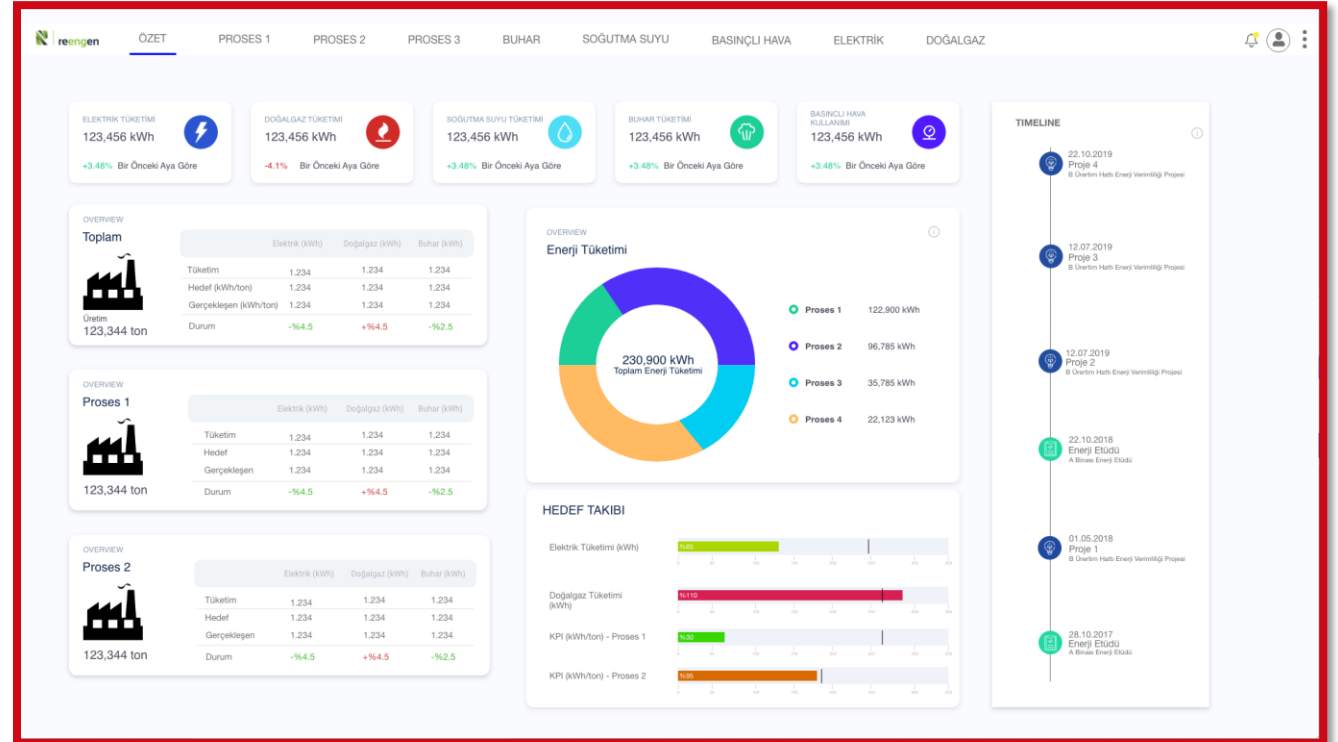 reengen
ÖZET PROSES 1 PROSES 2 PROSES 3 BUHAR SOĞUTMA SUYU BASINÇLI HAVA ELEKTRİK DOĞALGAZ
ELEKTRİK TÜKETİMİ
123,456 kWh
+3.48% Bir Önceki Aya Göre
DOĞALGAZ TÜKETİMİ
123,456 kWh
-4.1% Bir Önceki Aya Göre
SOĞUTMA SUYU TÜKETİMİ
123,456 kWh
+3.48% Bir Önceki Aya Göre
BUHAR TÜKETİMİ
123,456 kWh
+3.48% Bir Önceki Aya Göre
BASINCLI HAVA
KULLANIMI
123,456 kWh
+3.48% Bir Önceki Aya Göre
OVERVIEW
Toplam
Elektrik (kWh) Doğalgaz (kWh) Buhar (kWh)
Tüketim 1.234 1.234 1.234
Hedef (kWh/ton) 1.234 1.234 1.234
Gerçekleşen (kWh/ton) 1.234 1.234 1.234
Durum -%4.5 +%4.5 -%2.5
Üretim
123,344 ton
OVERVIEW
Proses 1
Elektrik (kWh) Doğalgaz (kWh) Buhar (kWh)
Tüketim 1.234 1.234 1.234
Hedef 1.234 1.234 1.234
Gerçekleşen 1.234 1.234 1.234
Durum -%4.5 +%4.5 -%2.5
123,344 ton
OVERVIEW
Proses 2
Elektrik (kWh) Doğalgaz (kWh) Buhar (kWh)
Tüketim 1.234 1.234 1.234
Hedef 1.234 1.234 1.234
Gerçekleşen 1.234 1.234 1.234
Durum -%4.5 +%4.5 -%2.5
123,344 ton
OVERVIEW
Enerji Tüketimi
230,900 kWh
Toplam Enerji Tüketimi
Proses 1 122,900 kWh
Proses 2 96,785 kWh
Proses 3 35,785 kWh
Proses 4 22,123 kWh
HEDEF TAKIBI
Elektrik Tüketimi (kWh)
Doğalgaz Tüketimi
(kWh)
%110
KPI (kWh/ton) - Proses 1
%30
KPI (kWh/ton) - Proses 2
TIMELINE
22.10.2019
Proje 4
B Üretim Hattı Enerji Verimliliği Projesi
12.07.2019
Proje 3
B Üretim Hattı Enerji Verimliliği Projesi
12.07.2019
Proje 2
B Üretim Hattı Enerji Verimliliği Projesi
22.10.2018
Enerji Etüdü
A Binası Enerji Etüdü
01.05.2018
Proje 1
B Üretim Hattı Enerji Verimliliği Projesi
28.10.2017
Enerji Etüdü
A Binası Enerji Etüdü